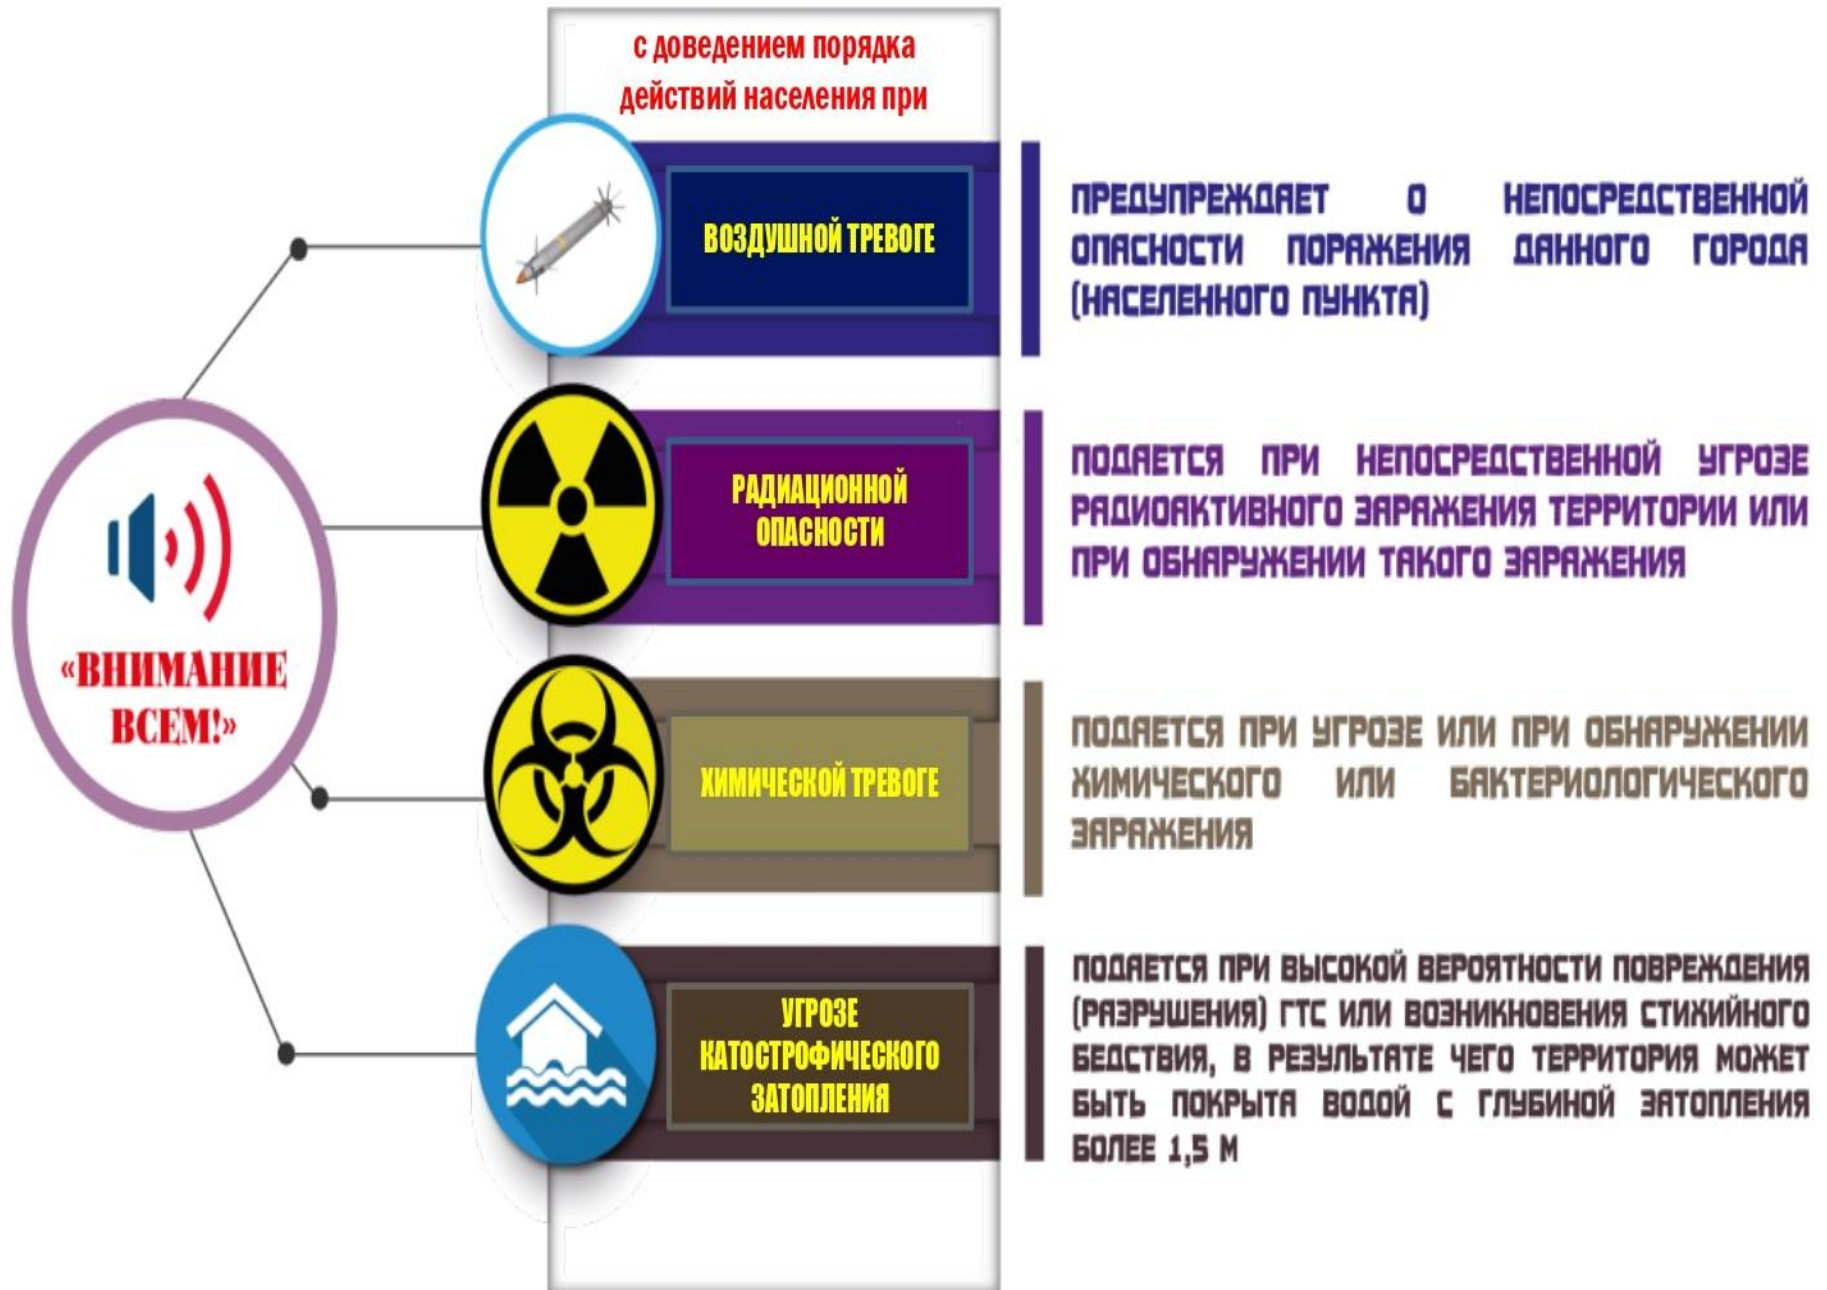 с доведением порядка
действий населения при
«ВНИМАНИЕ
ВСЕМ!»
ВОЗДУШНОЙ ТРЕВОГЕ
ПРЕДУПРЕЖДАЕТ О НЕПОСРЕДСТВЕННОЙ
ОПАСНОСТИ ПОРАЖЕНИЯ ДАННОГО ГОРОДА
(НАСЕЛЕННОГО ПУНКТА)
РАДИАЦИОННОЙ
ОПАСНОСТИ
ПОДАЕТСЯ ПРИ НЕПОСРЕДСТВЕННОЙ УГРОЗЕ
РАДИОАКТИВНОГО ЗАРАЖЕНИЯ ТЕРРИТОРИИ ИЛИ
ПРИ ОБНАРУЖЕНИИ ТАКОГО ЗАРАЖЕНИЯ
ХИМИЧЕСКОЙ ТРЕВОГЕ
ПОДАЕТСЯ ПРИ УГРОЗЕ ИЛИ ПРИ ОБНАРУЖЕНИИ
ХИМИЧЕСКОГО ИЛИ БАКТЕРИОЛОГИЧЕСКОГО
ЗАРАЖЕНИЯ
УГРОЗЕ
КАТОСТРОФИЧЕСКОГО
ЗАТОПЛЕНИЯ
ПОДАЕТСЯ ПРИ ВЫСОКОЙ ВЕРОЯТНОСТИ ПОВРЕЖДЕНИЯ
(РАЗРУШЕНИЯ) ГТС ИЛИ ВОЗНИКНОВЕНИЯ СТИХИЙНОГО
БЕДСТВИЯ, В РЕЗУЛЬТАТЕ ЧЕГО ТЕРРИТОРИЯ МОЖЕТ
БЫТЬ ПОКРЫТА ВОДОЙ С ГЛУБИНОЙ ЗАТОПЛЕНИЯ
БОЛЕЕ 1,5 М